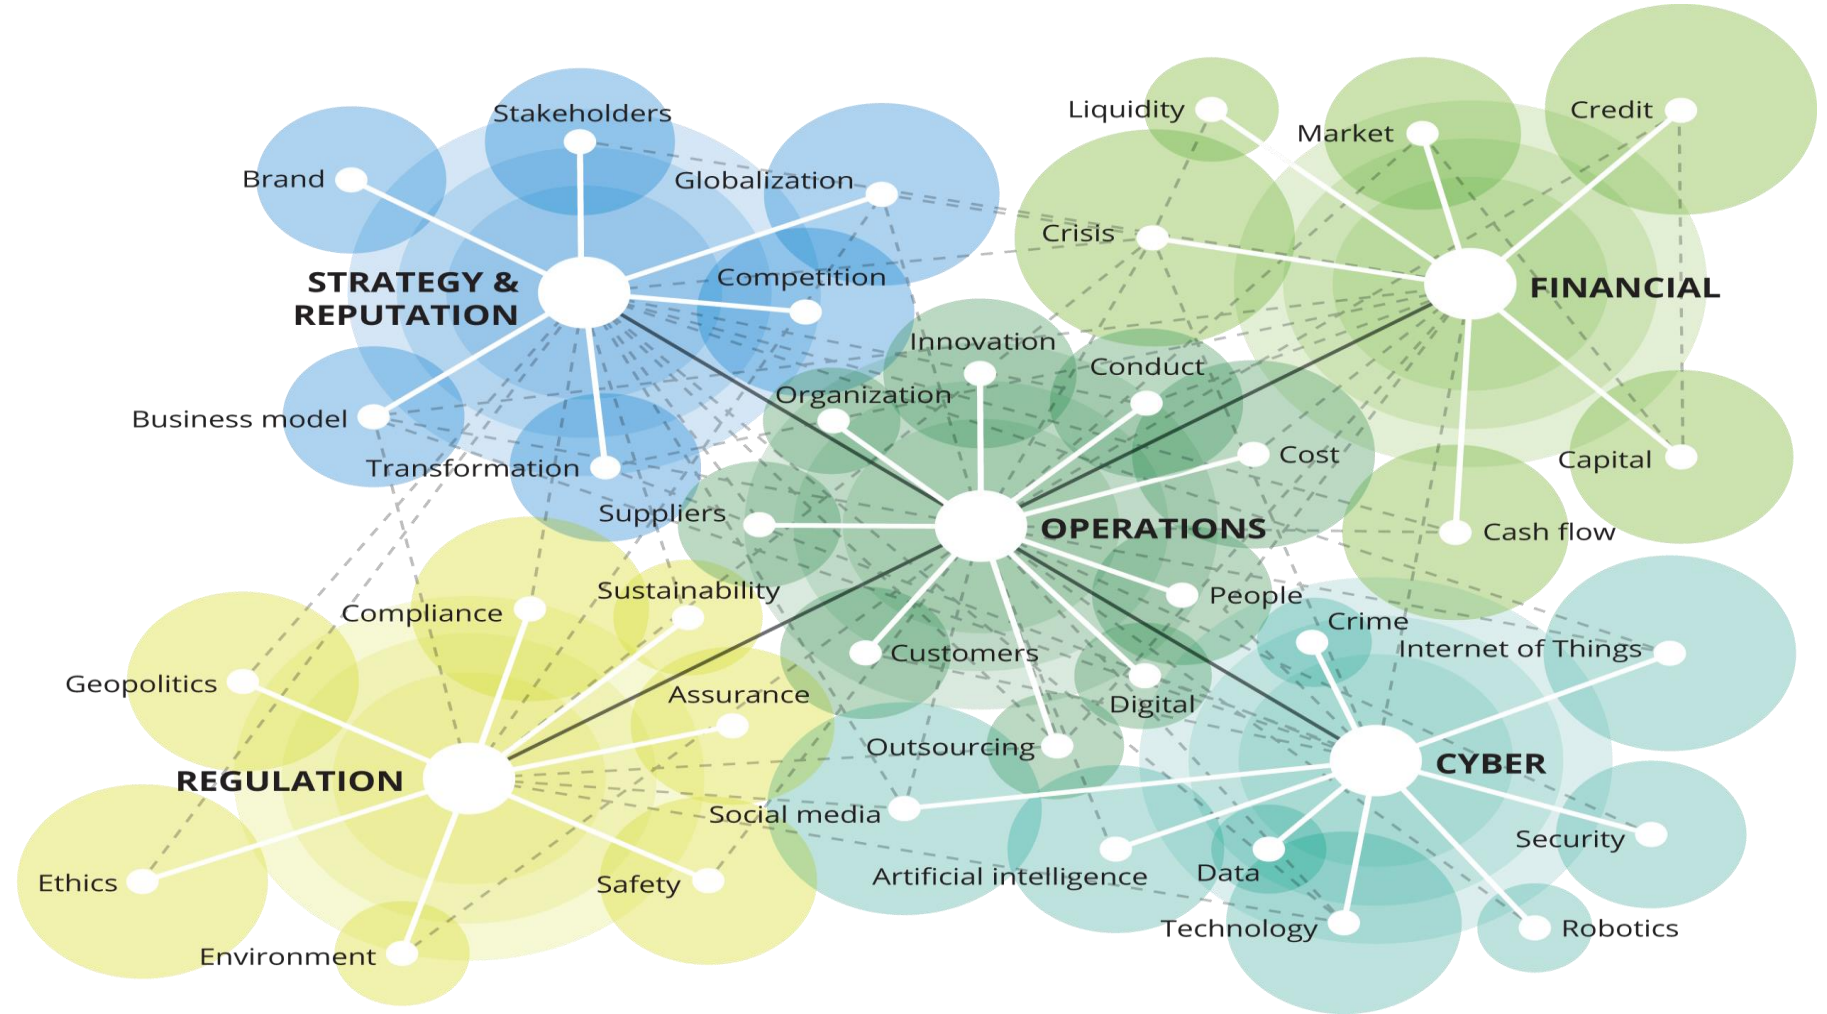 Stakeholders
Brand
Globalization
Competition
STRATEGY &
REPUTATION
Business model
Transformation
Liquidity
Market
Credit
Crisis
FINANCIAL
Capital
Cash flow
Innovation
Conduct
Organization
Cost
Suppliers
OPERATIONS
People
Customers
Digital
Outsourcing
Compliance
Sustainability
Geopolitics
Assurance
REGULATION
Ethics
Safety
Environment
Crime
Internet of Things
CYBER
Social media
Security
Artificial intelligence
Data
Technology
Robotics